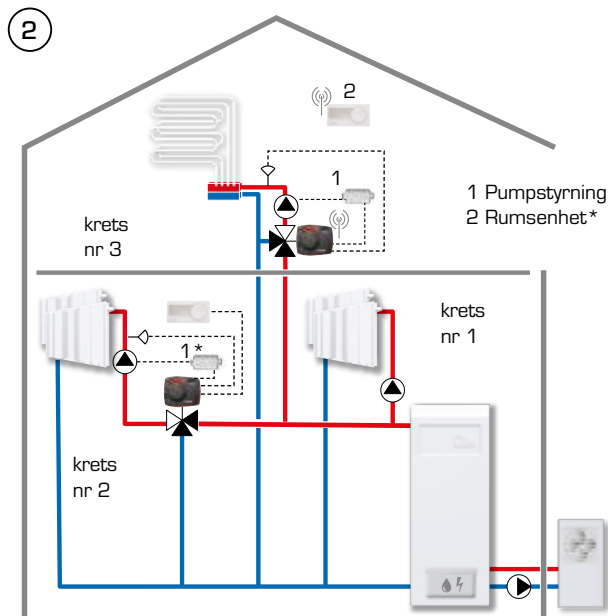 2
2
1
1 Pumpstyrning
2 Rumsenhet*
krets
nr 3
krets
nr 1
1*
krets
nr 2